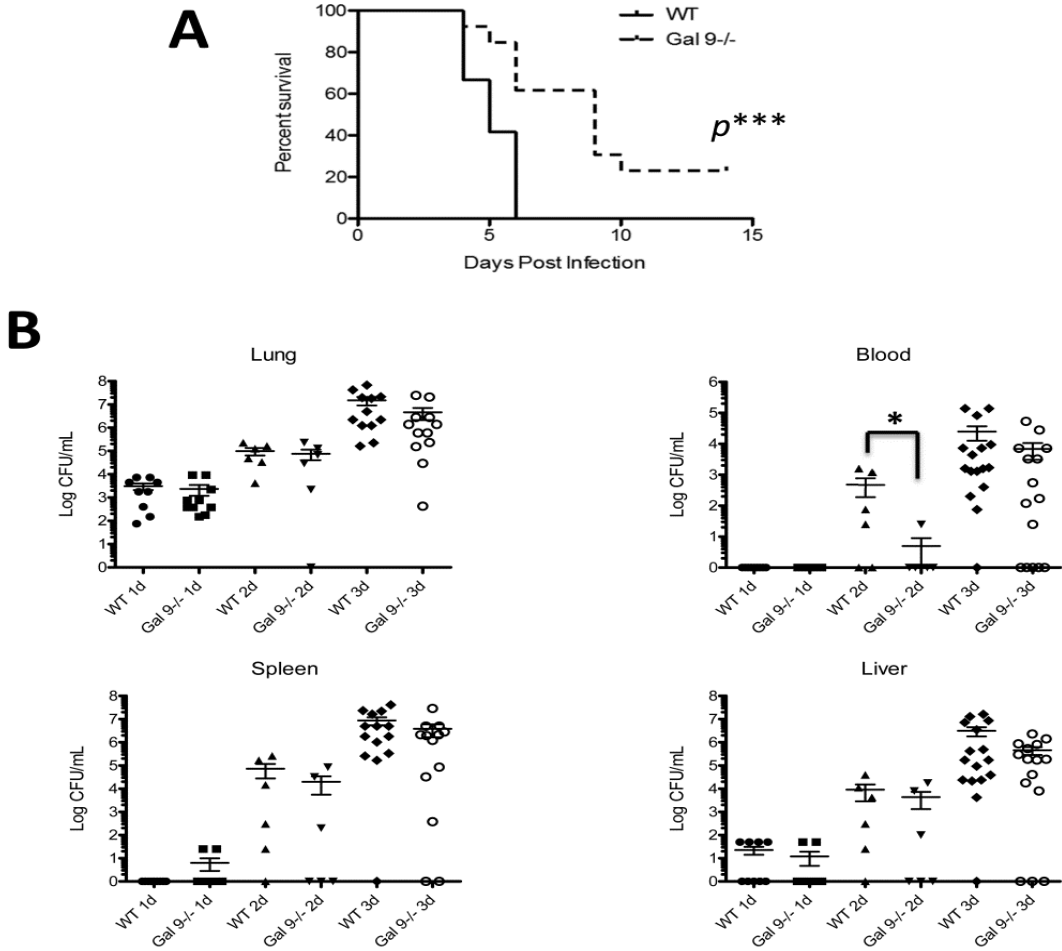 A
100
80
60
40
20
0
Percent survival
0 5 10 15
Days Post Infection
WT
Gal 9-/-
p***
B
Lung
8
7
6
5
4
3
2
1
0
Log CFU/mL
WT 1d
Gal 9-/- 1d
WT 2d
Gal 9-/- 2d
WT 3d
Gal 9-/- 3d
Blood
6
5
4
3
2
1
0
Log CFU/mL
*
WT 1d
Gal 9-/- 1d
WT 2d
Gal 9-/- 2d
WT 3d
Gal 9-/- 3d
Spleen
8
7
6
5
4
3
2
1
0
Log CFU/mL
WT 1d
Gal 9-/- 1d
WT 2d
Gal 9-/- 2d
WT 3d
Gal 9-/- 3d
Liver
8
7
6
5
4
3
2
1
0
Log CFU/mL
WT 1d
Gal 9-/- 1d
WT 2d
Gal 9-/- 2d
WT 3d
Gal 9-/- 3d